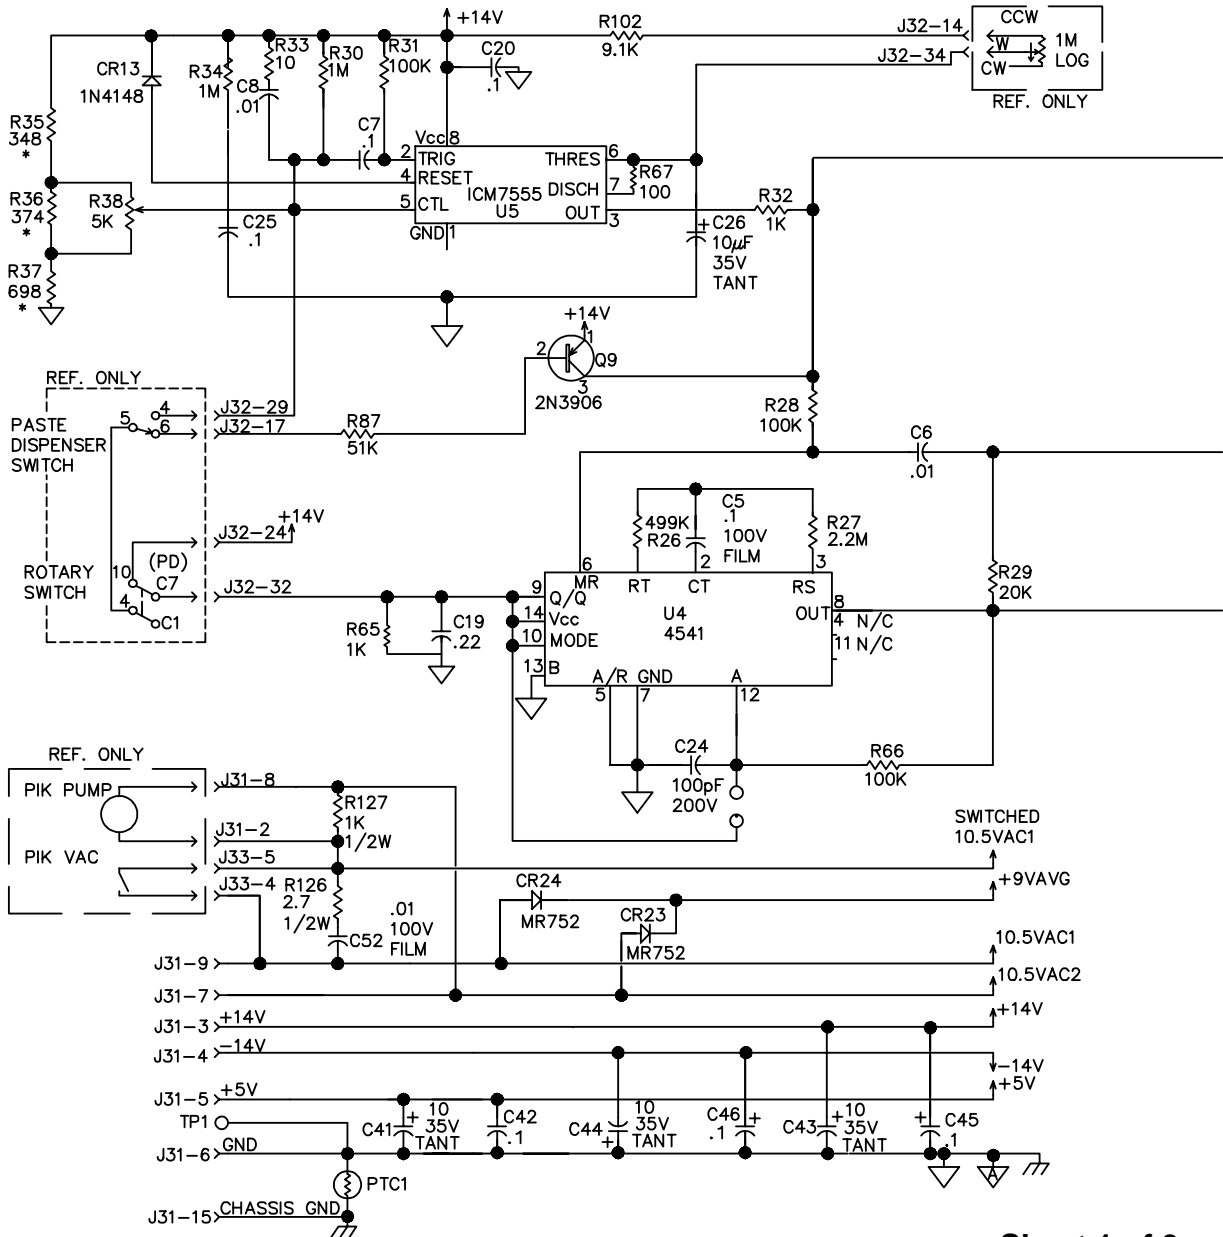 +14V
R102
9.1K
J32-14
J32-34
CCW
W
CW
1M
LOG
REF. ONLY
CR13
1N4148
R34
1M
R33
10
C8
.01
R30
1M
R31
100K
C20
.1
C7
.1
R35
348
*
R36
374
*
R38
5K
R37
698
*
C25
.1
Vcc 8
2 TRIG
4 RESET
5 CTL
GND 1
ICM7555
U5
THRES 6
DISCH 7
OUT 3
R67
100
R32
1K
+ C26
10µF
35V
TANT
+14V
1
2
Q9
3
2N3906
REF. ONLY
PASTE
DISPENSER
SWITCH
4
5
6
J32-29
J32-17
R87
51K
R28
100K
C6
.01
J32-24
+14V
(PD)
10
C7
ROTARY
SWITCH
4
C1
J32-32
R65
1K
C19
.22
499K
R26
C5
.1
100V
FILM
R27
2.2M
6
MR
RT
2
CT
3
RS
9
Q/Q
14
Vcc
10
MODE
13
B
U4
4541
OUT
8
4 N/C
11 N/C
A/R
5
GND
7
A
12
R29
20K
C24
100pF
200V
R66
100K
REF. ONLY
PIK PUMP
PIK VAC
J31-8
J31-2
J33-5
J33-4
R127
1K
1/2W
R126
2.7
1/2W
C52
.01
100V
FILM
CR24
MR752
CR23
MR752
SWITCHED
10.5VAC1
+9VAVG
10.5VAC1
10.5VAC2
+14V
-14V
+5V
J31-9
J31-7
J31-3
+14V
J31-4
-14V
J31-5
+5V
TP1
J31-6
GND
C41
+
10
35V
TANT
C42
.1
C44
+
10
35V
TANT
C46
+
.1
C43
+
10
35V
TANT
+
C45
.1
A
PTC1
J31-15
CHASSIS GND